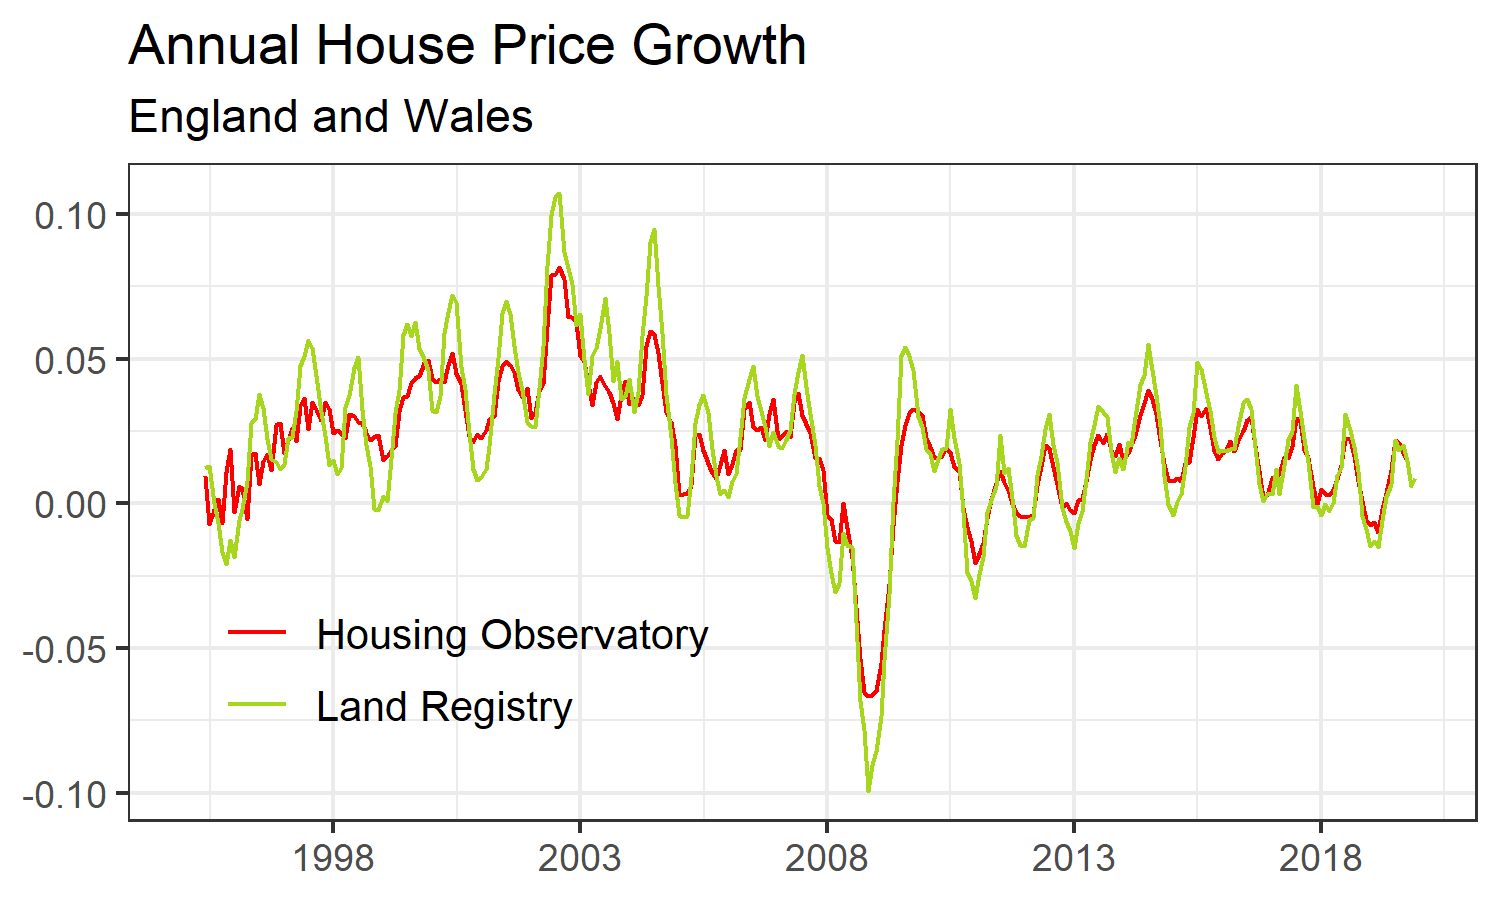 Annual House Price Growth
England and Wales
0.10
0.05
0.00
-0.05
-0.10
Housing Observatory
Land Registry
1998 2003 2008 2013 2018